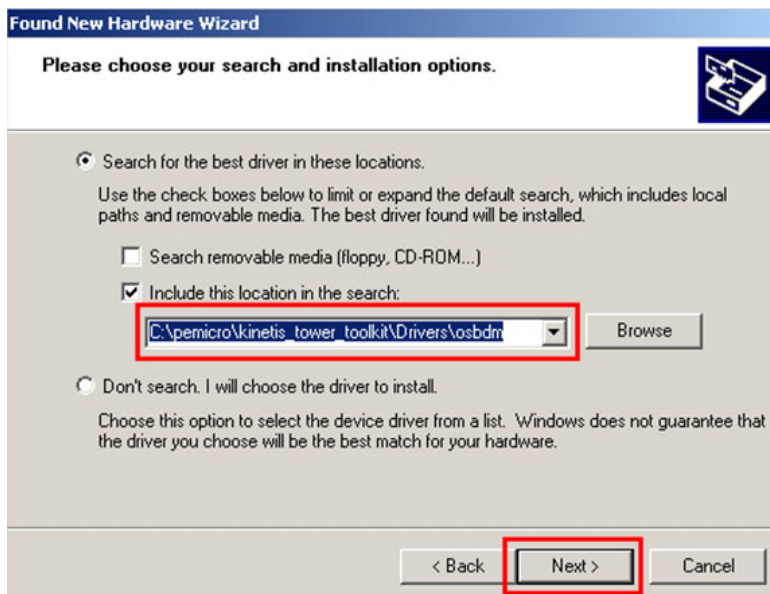 Found New Hardware Wizard
Please choose your search and installation options.
Search for the best driver in these locations.
Use the check boxes below to limit or expand the default search, which includes local
paths and removable media. The best driver found will be installed.
Search removable media (floppy, CD-ROM...)
Include this location in the search:
C:\pemicro\kinetis_tower_toolkit\Drivers\osbdm
Browse
Don't search. I will choose the driver to install.
Choose this option to select the device driver from a list. Windows does not guarantee that
the driver you choose will be the best match for your hardware.
< Back
Next >
Cancel